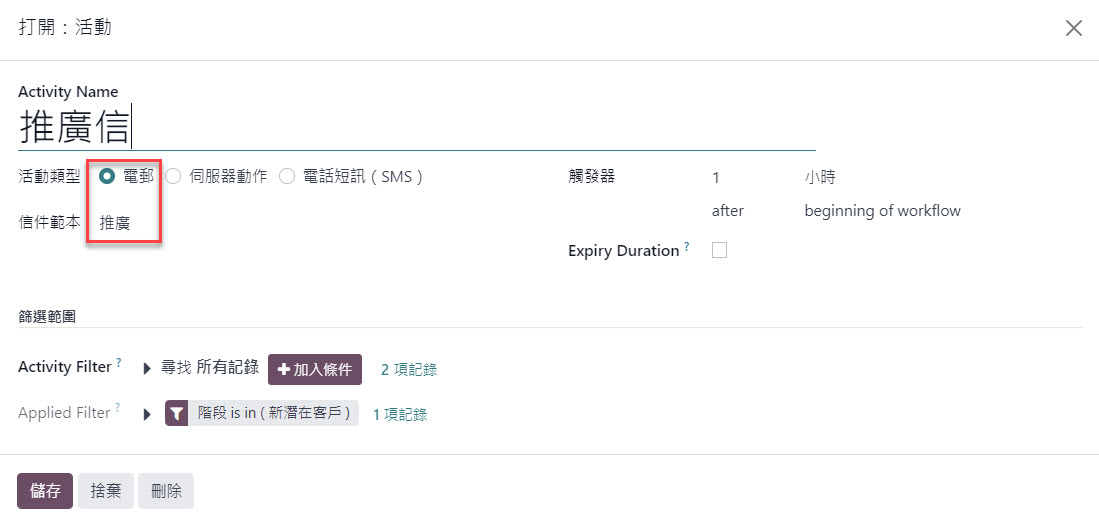 打開：活動
Activity Name
推廣信
活動類型 電郵 伺服器動作 電話短訊（SMS）
觸發器 1 小時
after beginning of workflow
信件範本 推廣
Expiry Duration ?
篩選範圍
Activity Filter ? 尋找 所有記錄 加入條件 2 項記錄
Applied Filter ? 階段 is in ( 新潛在客戶 ) 1 項記錄
儲存 捨棄 刪除